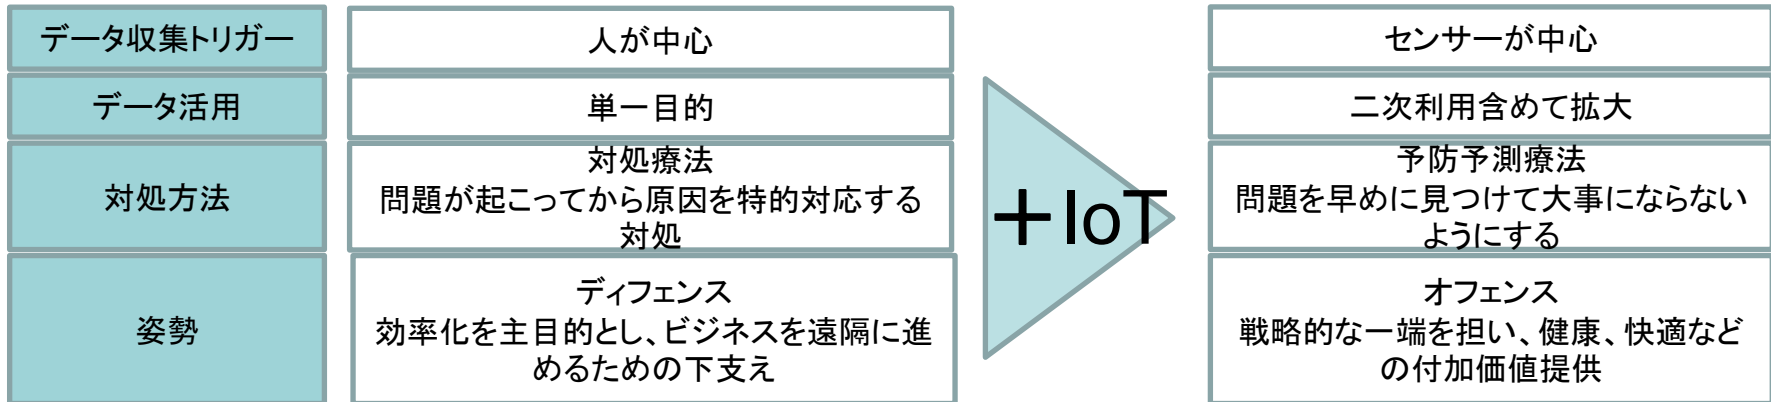 データ収集トリガー
人が中心
センサーが中心
データ活用
単一目的
二次利用含めて拡大
対処方法
対処療法
問題が起こってから原因を特的対応する
対処
予防予測療法
問題を早めに見つけて大事にならない
ようにする
＋IoT
姿勢
ディフェンス
効率化を主目的とし、ビジネスを遠隔に進
めるための下支え
オフェンス
戦略的な一端を担い、健康、快適など
の付加価値提供